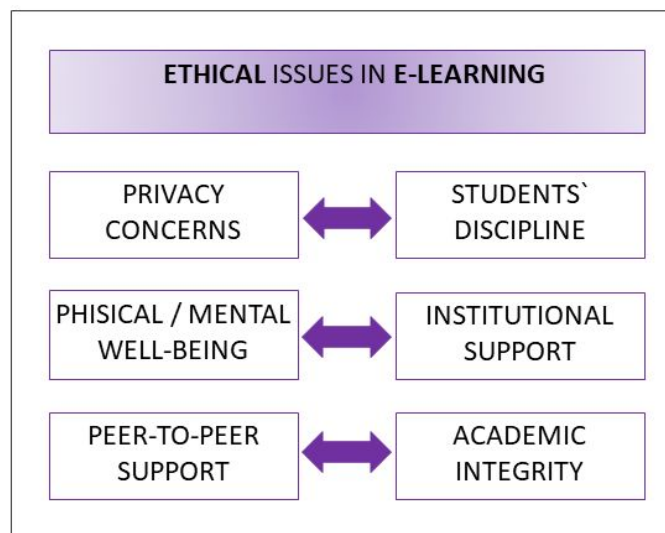 ETHICAL ISSUES IN E-LEARNING
PRIVACY
CONCERNS
STUDENTS`
DISCIPLINE
PHISICAL / MENTAL
WELL-BEING
INSTITUTIONAL
SUPPORT
PEER-TO-PEER
SUPPORT
ACADEMIC
INTEGRITY